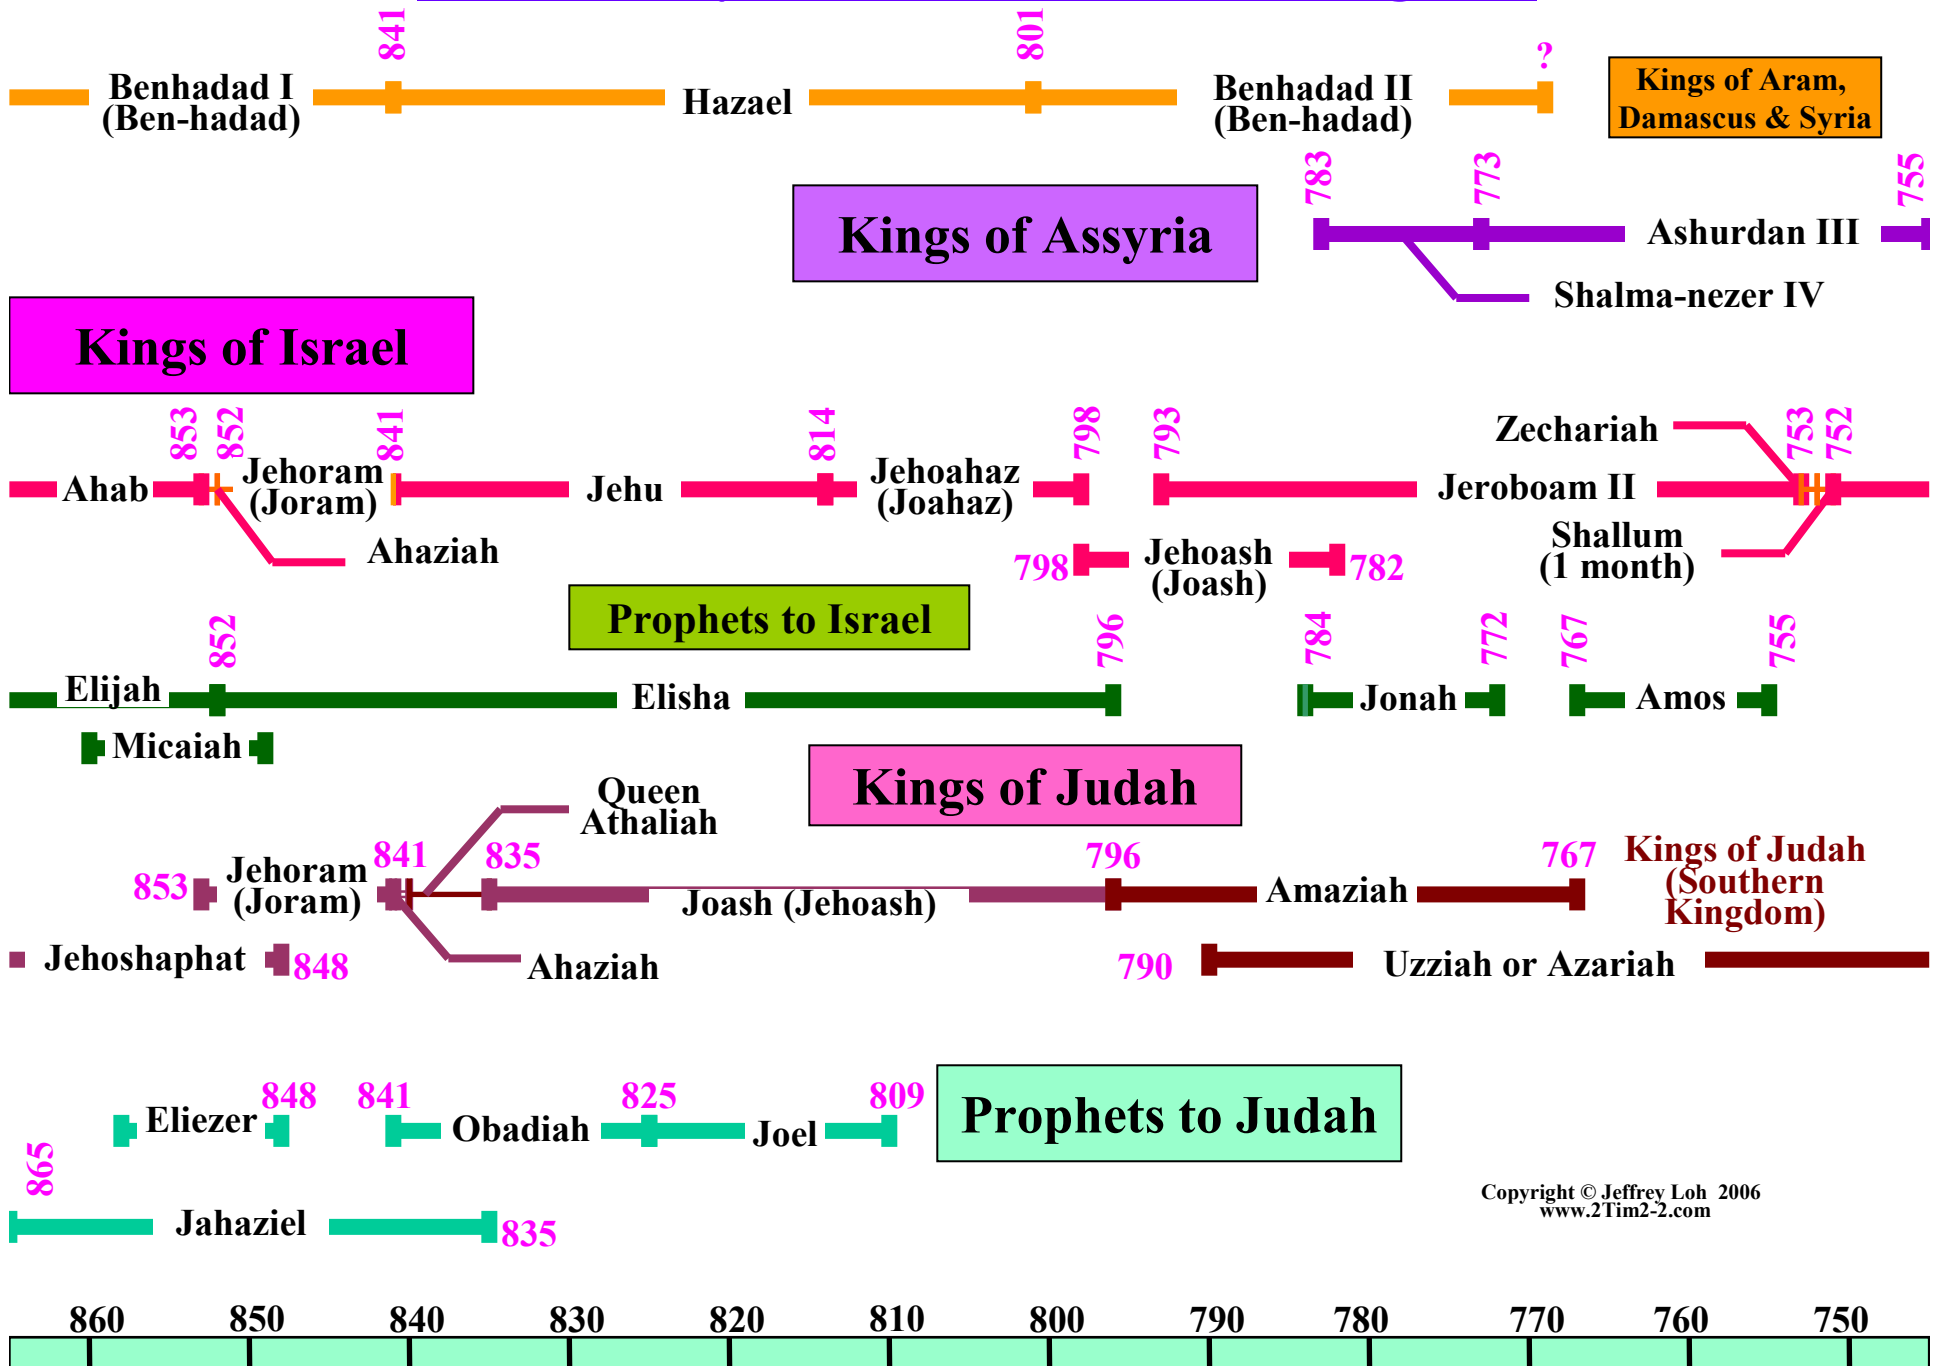 841
801
?
Benhadad I
(Ben-hadad)
Hazael
Benhadad II
(Ben-hadad)
Kings of Aram,
Damascus & Syria
783
773
755
Kings of Assyria
Ashurdan III
Shalma-nezer IV
Kings of Israel
853
852
841
814
798
793
Zechariah
753
752
Ahab
Jehoram
(Joram)
Jehu
Jehoahaz
(Joahaz)
Jeroboam II
Ahaziah
798
Jehoash
(Joash)
782
Shallum
(1 month)
Prophets to Israel
852
796
784
772
767
755
Elijah
Elisha
Jonah
Amos
Micaiah
Kings of Judah
Queen
Athaliah
853
Jehoram
(Joram)
841
835
Joash (Jehoash)
796
Amaziah
767
Kings of Judah
(Southern
Kingdom)
Jehoshaphat
848
Ahaziah
790
Uzziah or Azariah
Eliezer
848
841
Obadiah
825
Joel
809
Prophets to Judah
865
Jahaziel
835
Copyright © Jeffrey Loh 2006
www.2Tim2-2.com
860 850 840 830 820 810 800 790 780 770 760 750